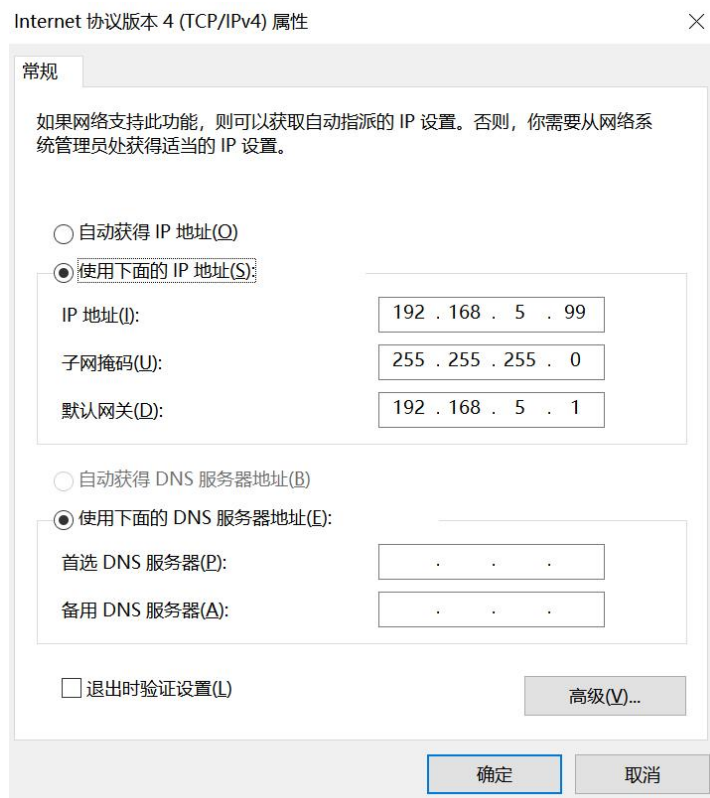 Internet 协议版本 4 (TCP/IPv4) 属性
常规
如果网络支持此功能，则可以获取自动指派的 IP 设置。否则，你需要从网络系
统管理员处获得适当的 IP 设置。
自动获得 IP 地址(O)
使用下面的 IP 地址(S):
IP 地址(I): 192 . 168 . 5 . 99
子网掩码(U): 255 . 255 . 255 . 0
默认网关(D): 192 . 168 . 5 . 1
自动获得 DNS 服务器地址(B)
使用下面的 DNS 服务器地址(E):
首选 DNS 服务器(P): . . .
备用 DNS 服务器(A): . . .
退出时验证设置(L)
高级(V)...
确定 取消